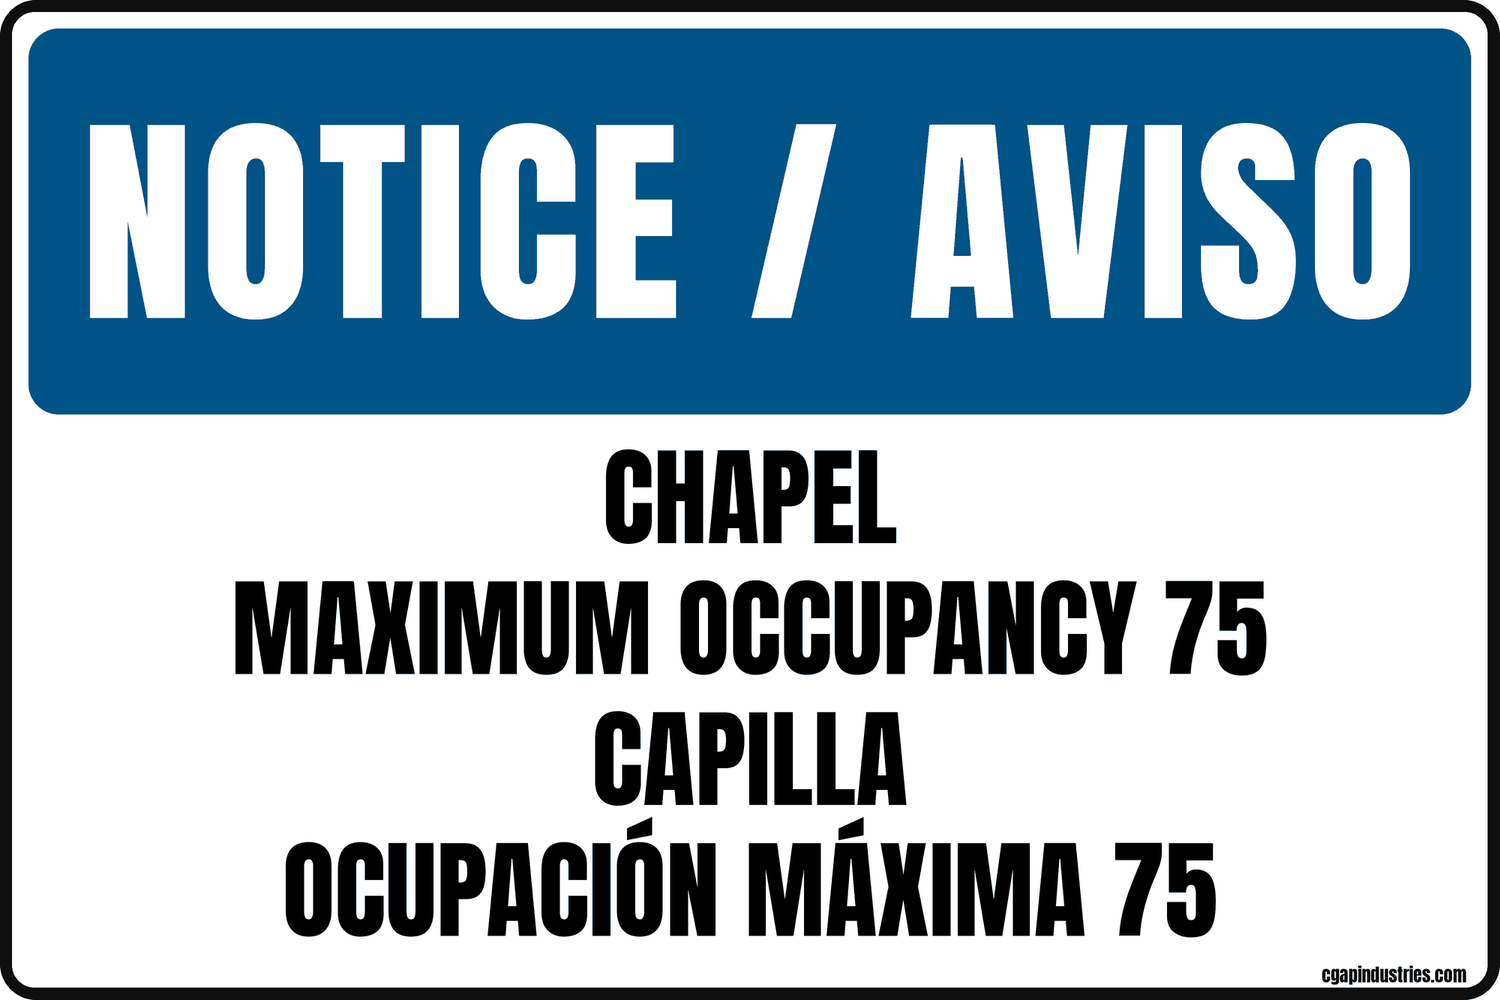 NOTICE / AVISO
CHAPEL
MAXIMUM OCCUPANCY 75
CAPILLA
OCUPACIÓN MÁXIMA 75
cgapindustries.com